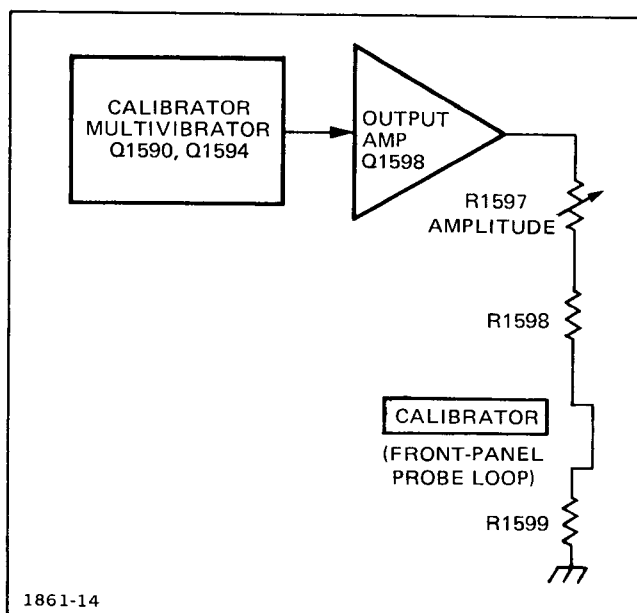 CALIBRATOR
MULTIVIBRATOR
Q1590, Q1594
OUTPUT
AMP
Q1598
R1597
AMPLITUDE
R1598
CALIBRATOR
(FRONT-PANEL
PROBE LOOP)
R1599
1861-14